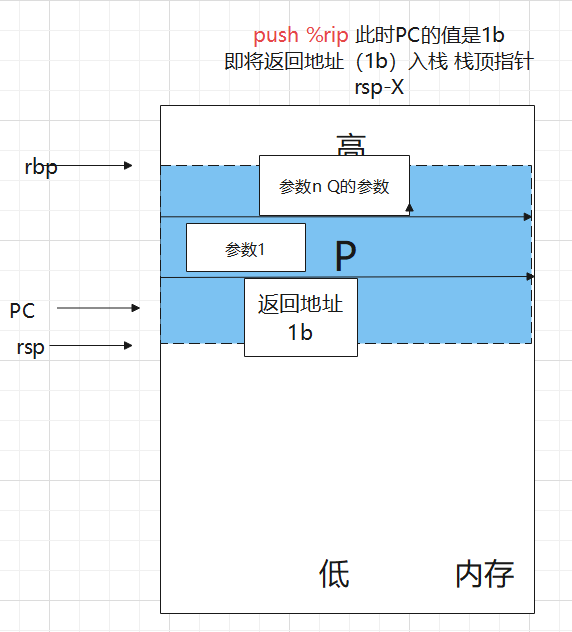 push %rip 此时PC的值是1b
即将返回地址（1b）入栈 栈顶指针
rsp-X
高
rbp
参数n Q的参数
参数1
P
PC
返回地址
1b
rsp
低
内存